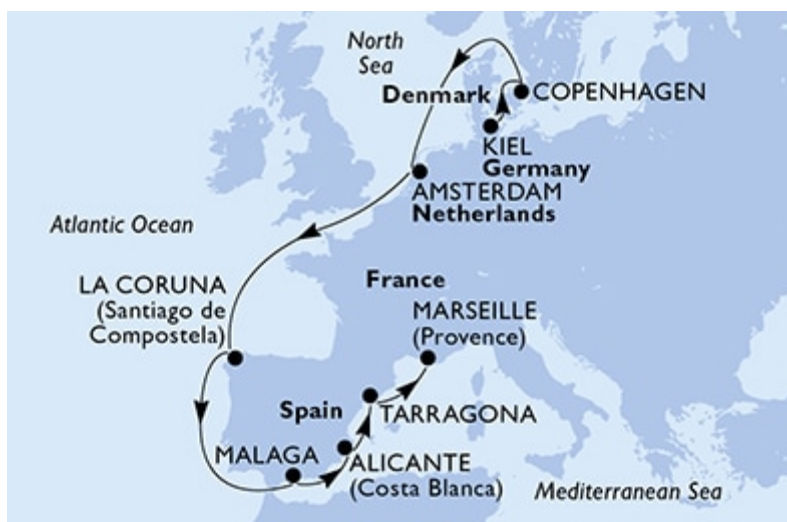 North
Sea
Denmark
COPENHAGEN
KIEL
Germany
AMSTERDAM
Netherlands
Atlantic Ocean
LA CORUNA
(Santiago de
Compostela)
France
MARSEILLE
(Provence)
Spain
TARRAGONA
MALAGA
ALICANTE
(Costa Blanca)
Mediterranean Sea